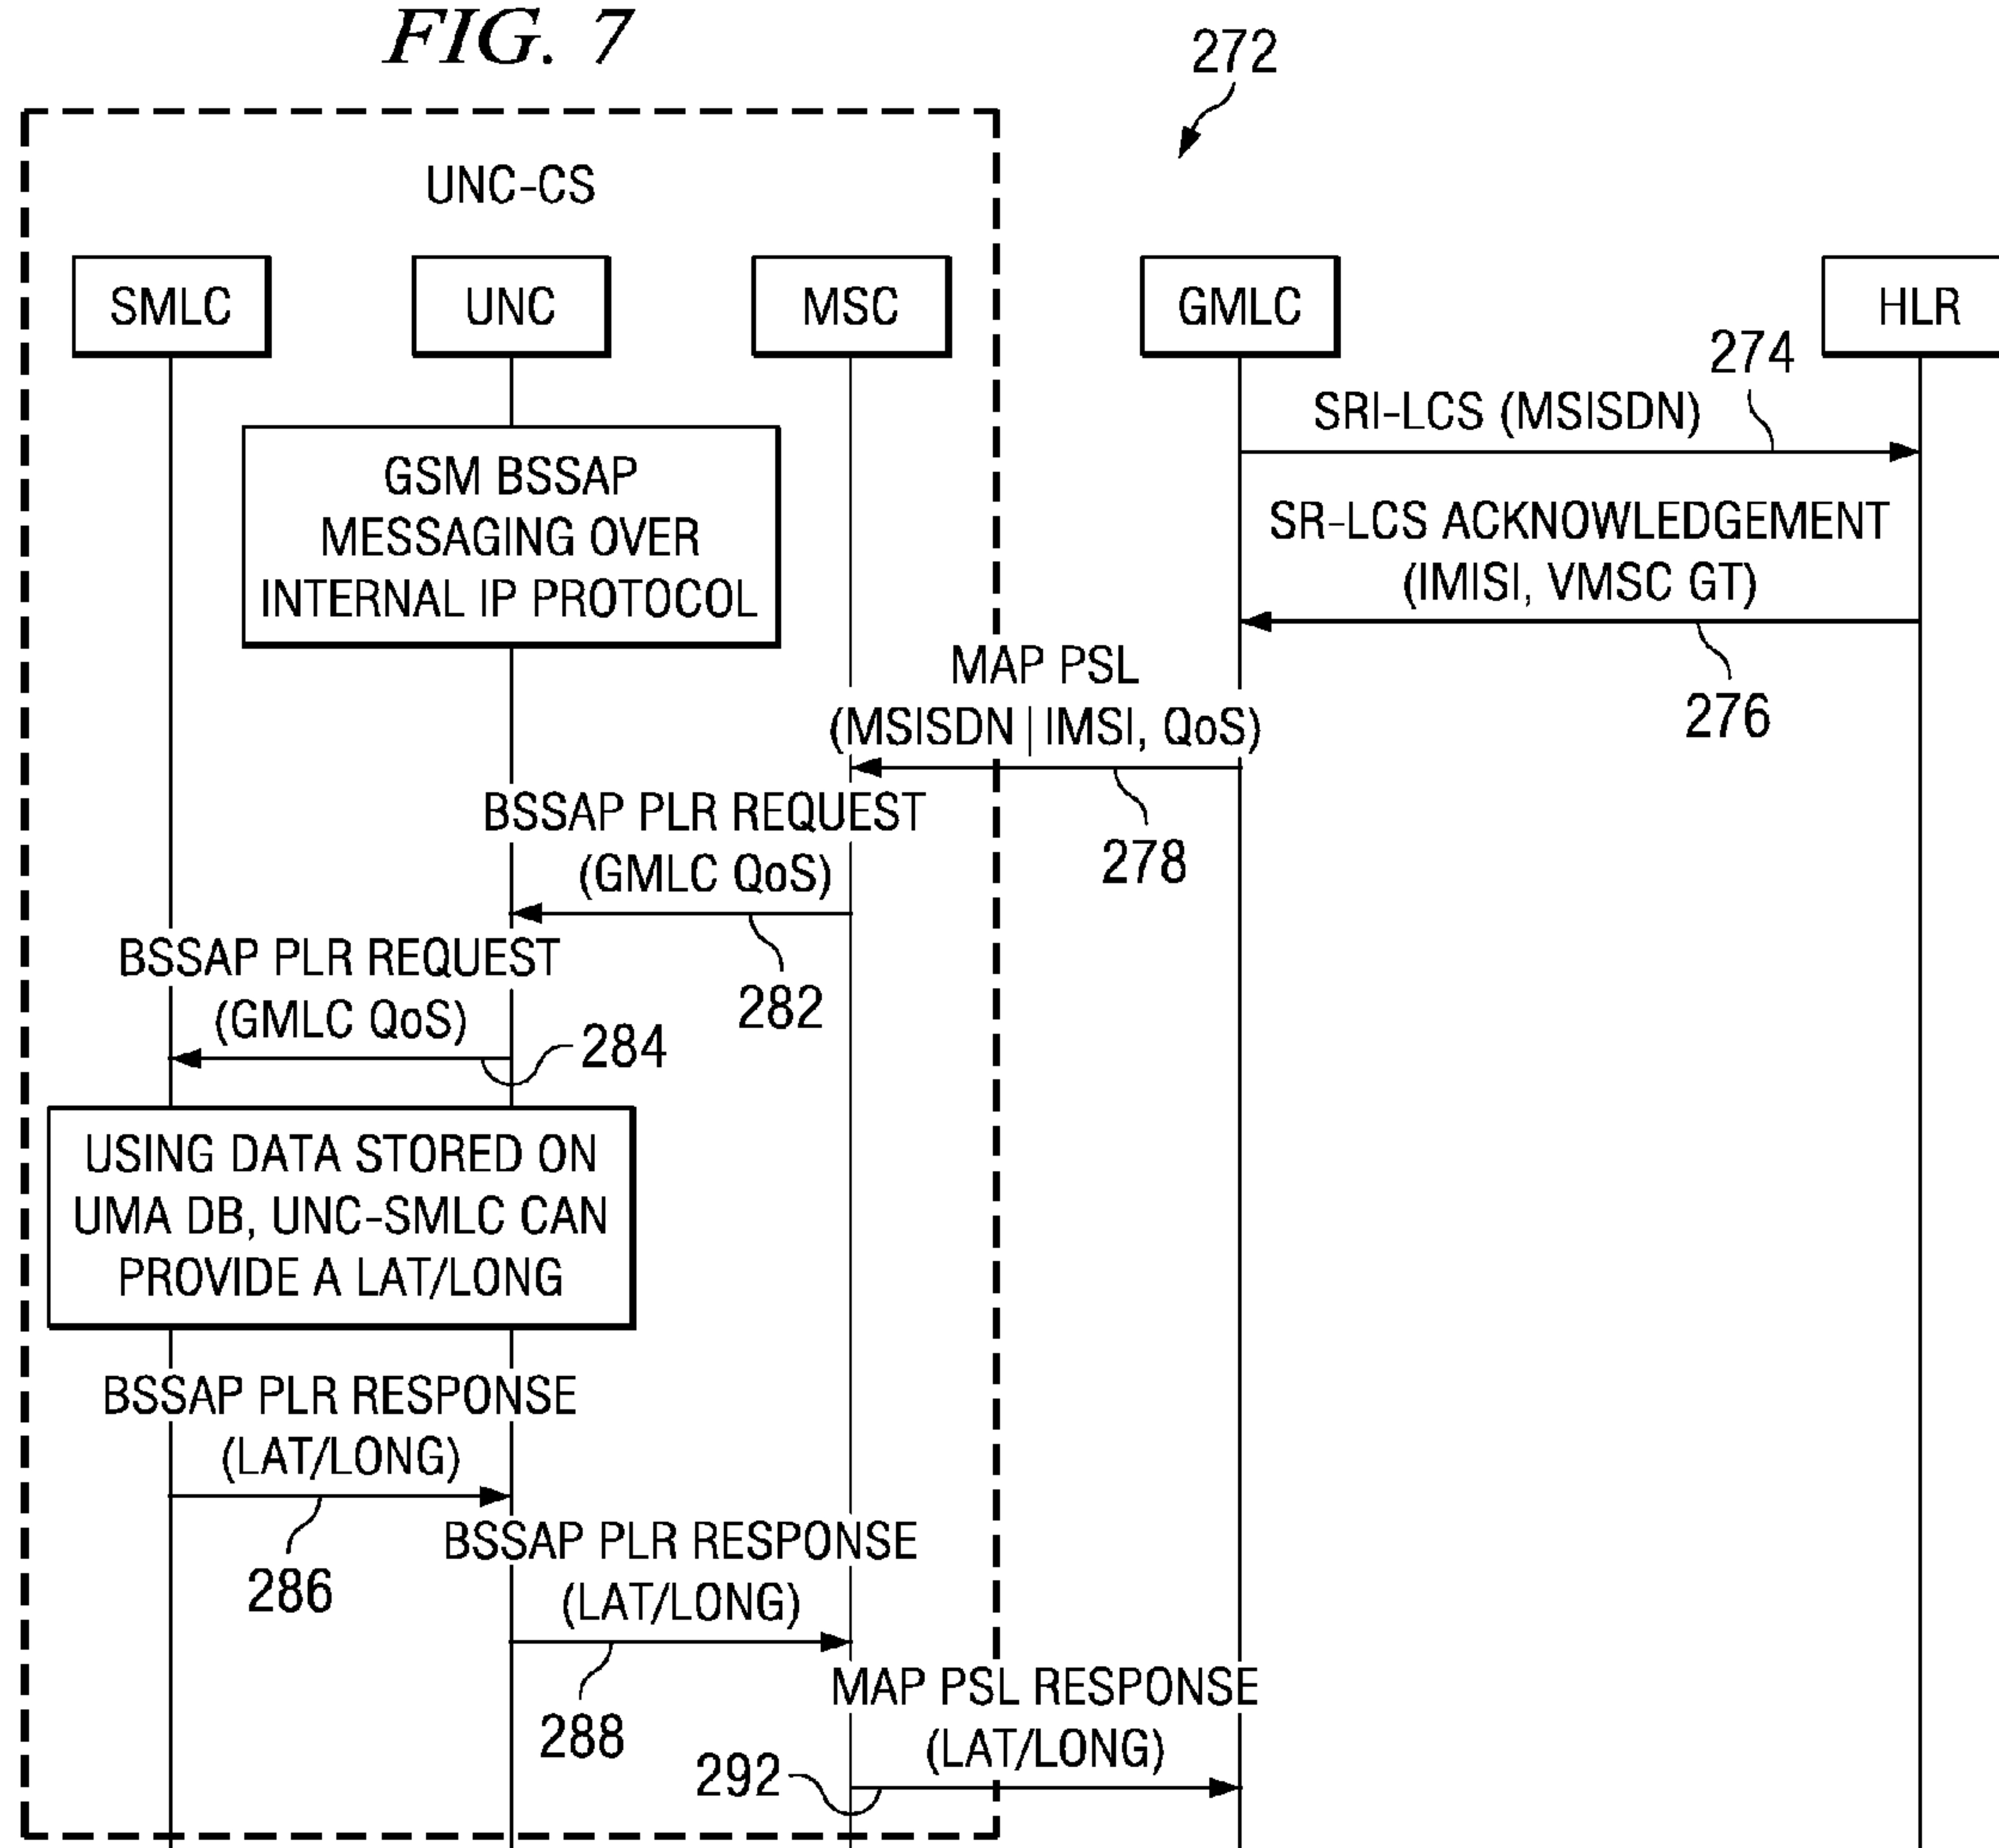 FIG. 7
272
UNC-CS
SMLC
UNC
MSC
GMLC
HLR
274
SRI-LCS (MSISDN)
GSM BSSAP
MESSAGING OVER
INTERNAL IP PROTOCOL
SR-LCS ACKNOWLEDGEMENT
(IMISI, VMSC GT)
276
MAP PSL
(MSISDN | IMSI, QoS)
278
BSSAP PLR REQUEST
(GMLC QoS)
282
BSSAP PLR REQUEST
(GMLC QoS)
284
USING DATA STORED ON
UMA DB, UNC-SMLC CAN
PROVIDE A LAT/LONG
BSSAP PLR RESPONSE
(LAT/LONG)
286
BSSAP PLR RESPONSE
(LAT/LONG)
288
MAP PSL RESPONSE
(LAT/LONG)
292